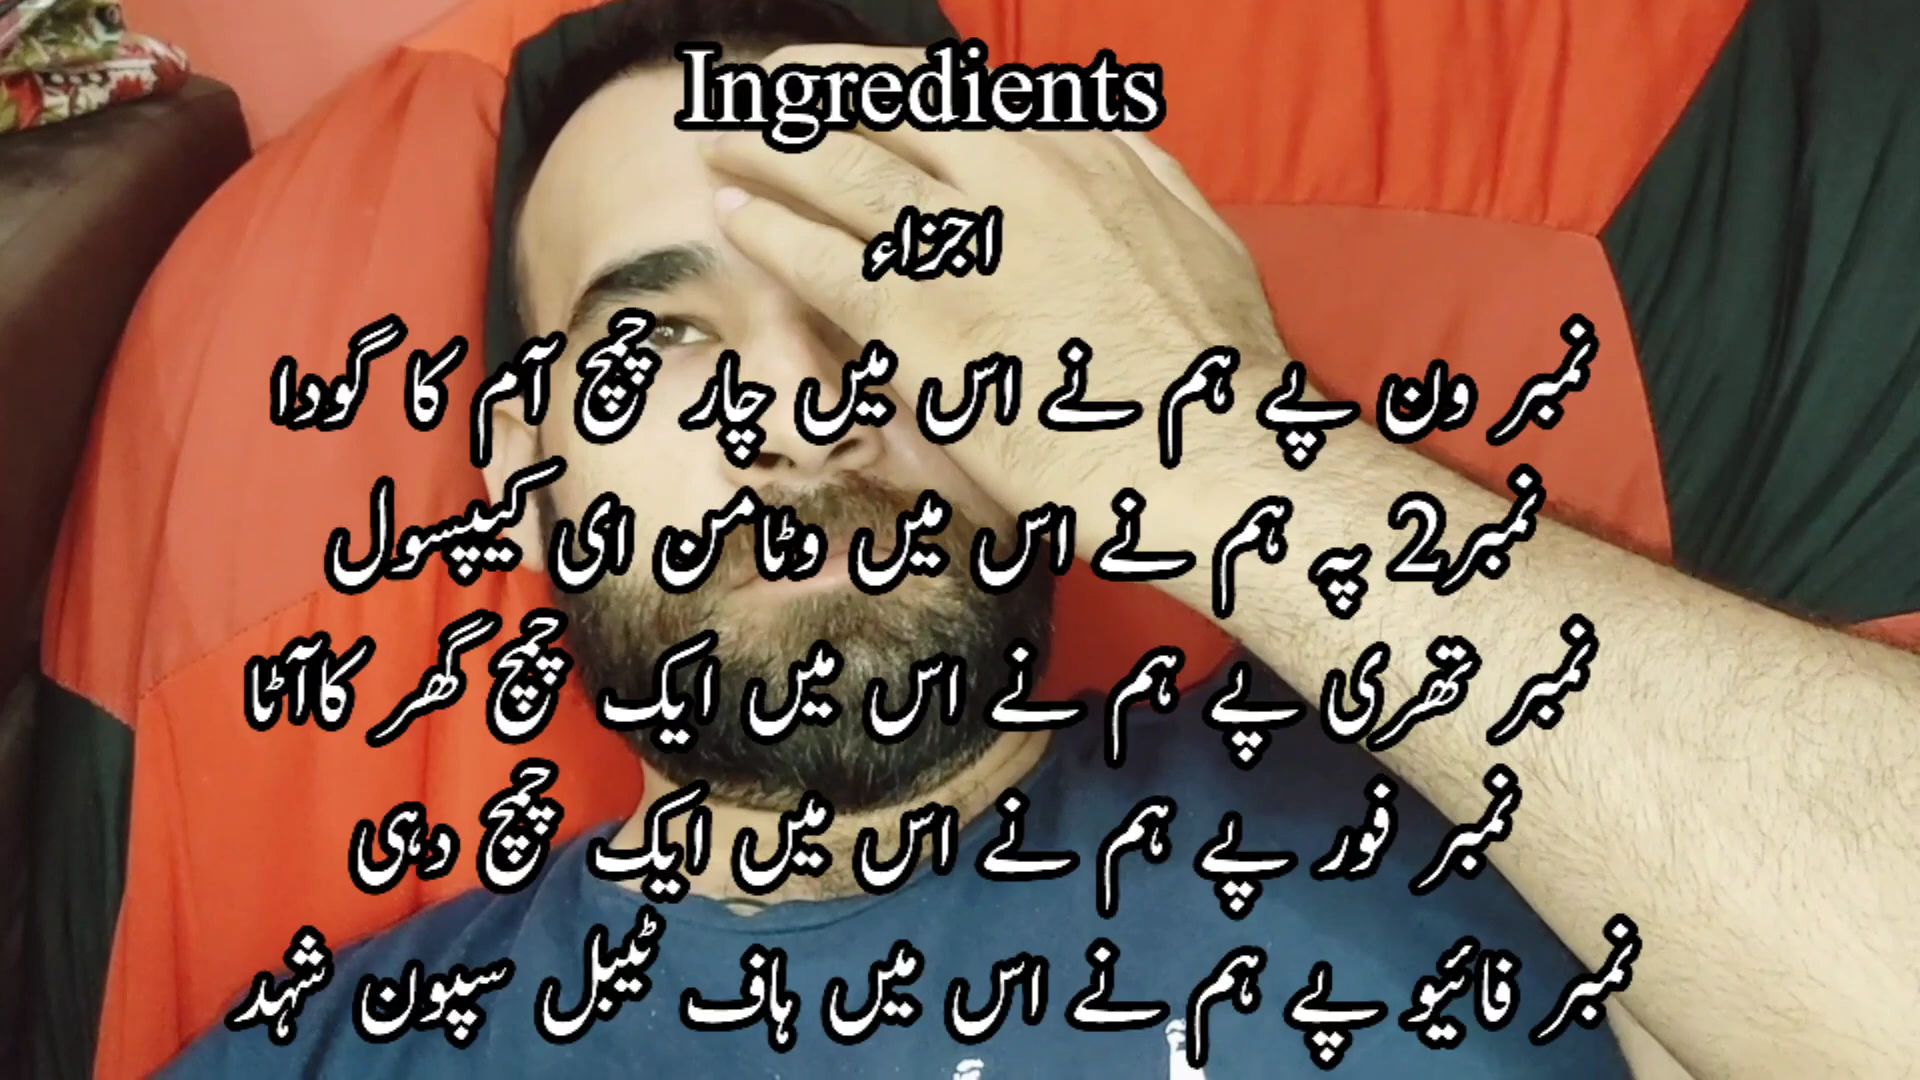 Ingredients
اجزاء
نمبر ون پے ہم نے اس میں چار چمچ آم کا گودا
نمبر2 پہ ہم نے اس میں وٹامن ای کیپسول
نمبر تھری پے ہم نے اس میں ایک چمچ گھر کاآٹا
نمبر فور پے ہم نے اس میں ایک چمچ دہی
نمبر فائیو پے ہم نے اس میں ہاف ٹیبل سپون شہد